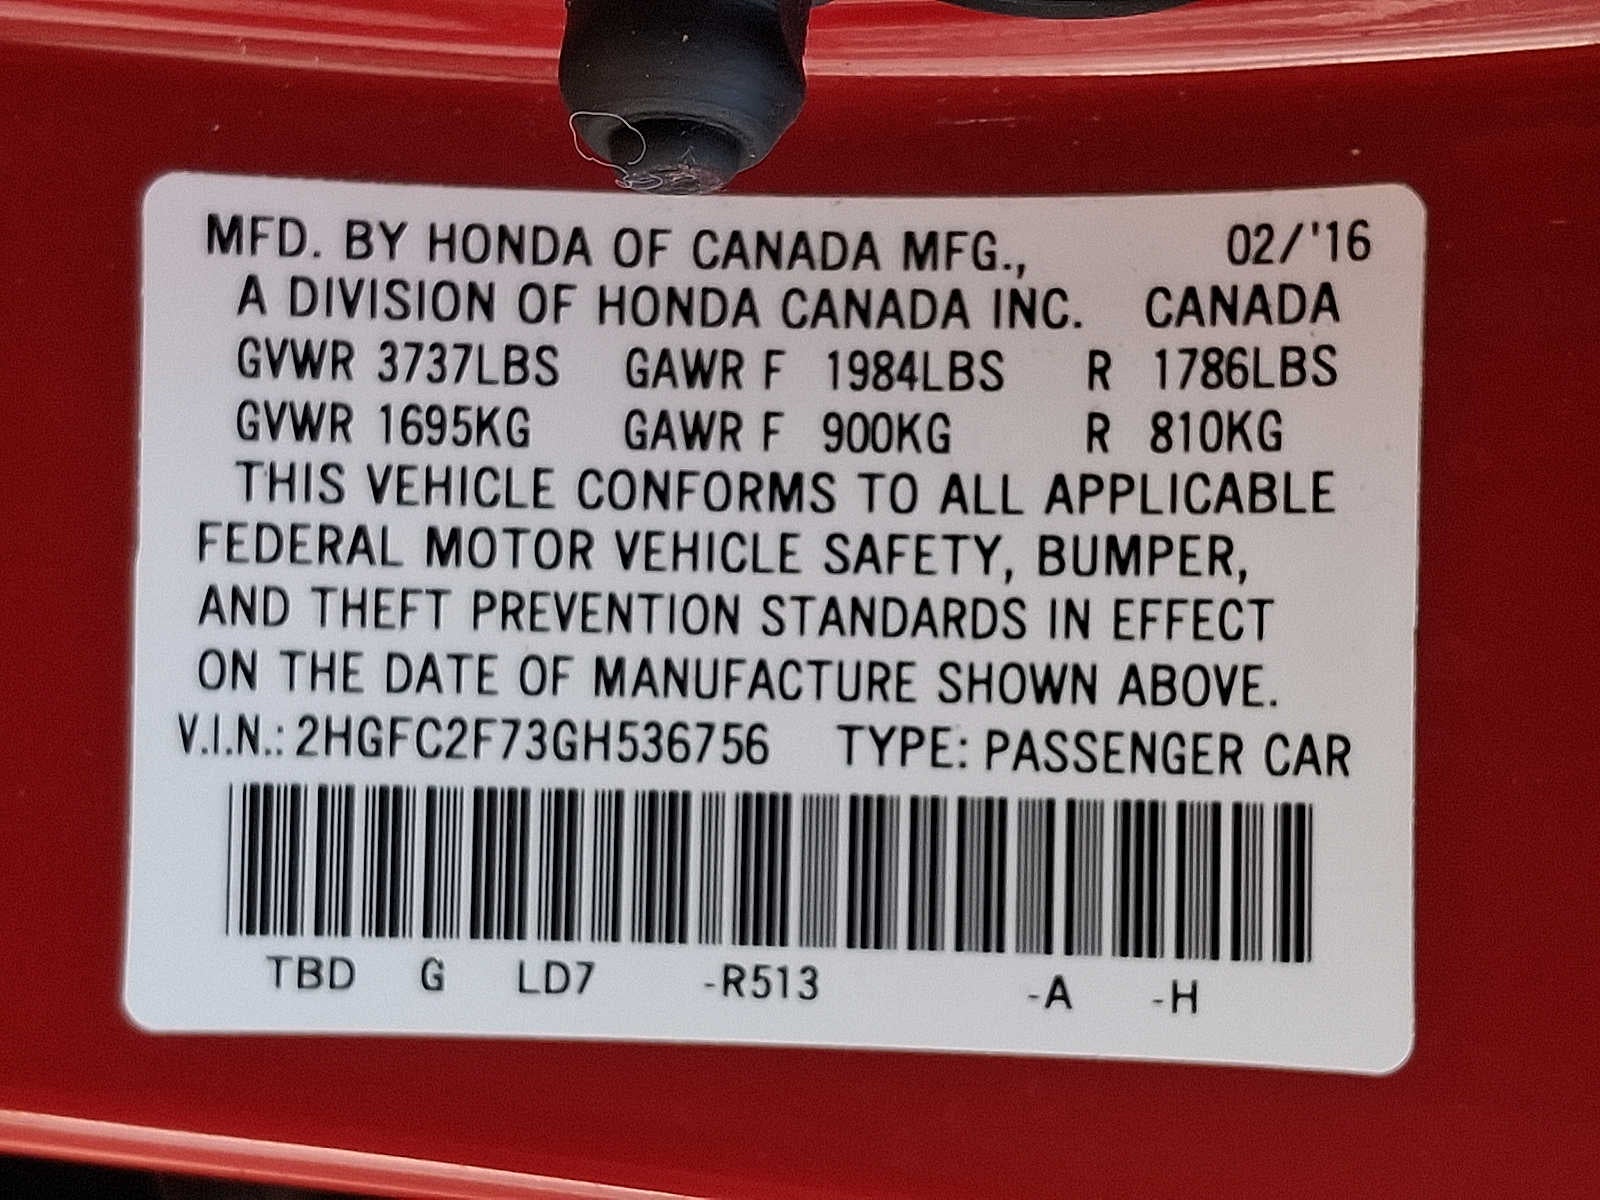 MFD. BY HONDA OF CANADA MFG., 02/'16
A DIVISION OF HONDA CANADA INC. CANADA
GVWR 3737LBS GAWR F 1984LBS R 1786LBS
GVWR 1695KG GAWR F 900KG R 810KG
THIS VEHICLE CONFORMS TO ALL APPLICABLE
FEDERAL MOTOR VEHICLE SAFETY, BUMPER,
AND THEFT PREVENTION STANDARDS IN EFFECT
ON THE DATE OF MANUFACTURE SHOWN ABOVE.
V.I.N.: 2HGFC2F73GH536756 TYPE: PASSENGER CAR
TBD G LD7 -R513 -A -H